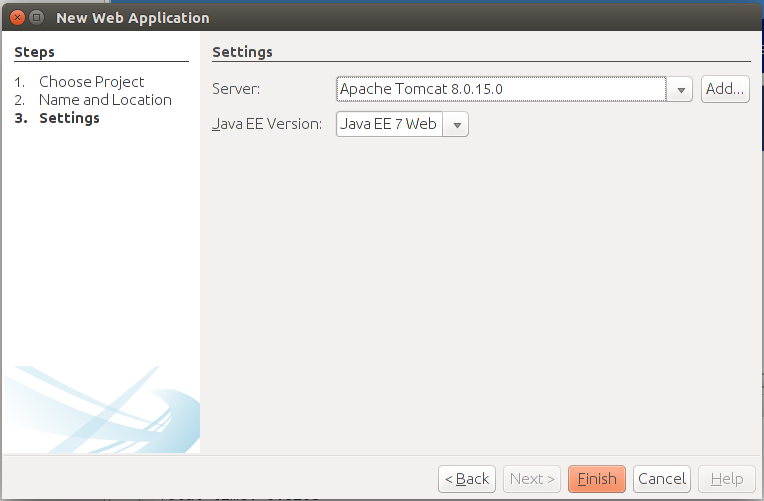 New Web Application
Steps
1. Choose Project
2. Name and Location
3. Settings
Settings
Server: Apache Tomcat 8.0.15.0 Add...
Java EE Version: Java EE 7 Web
< Back Next > Finish Cancel Help